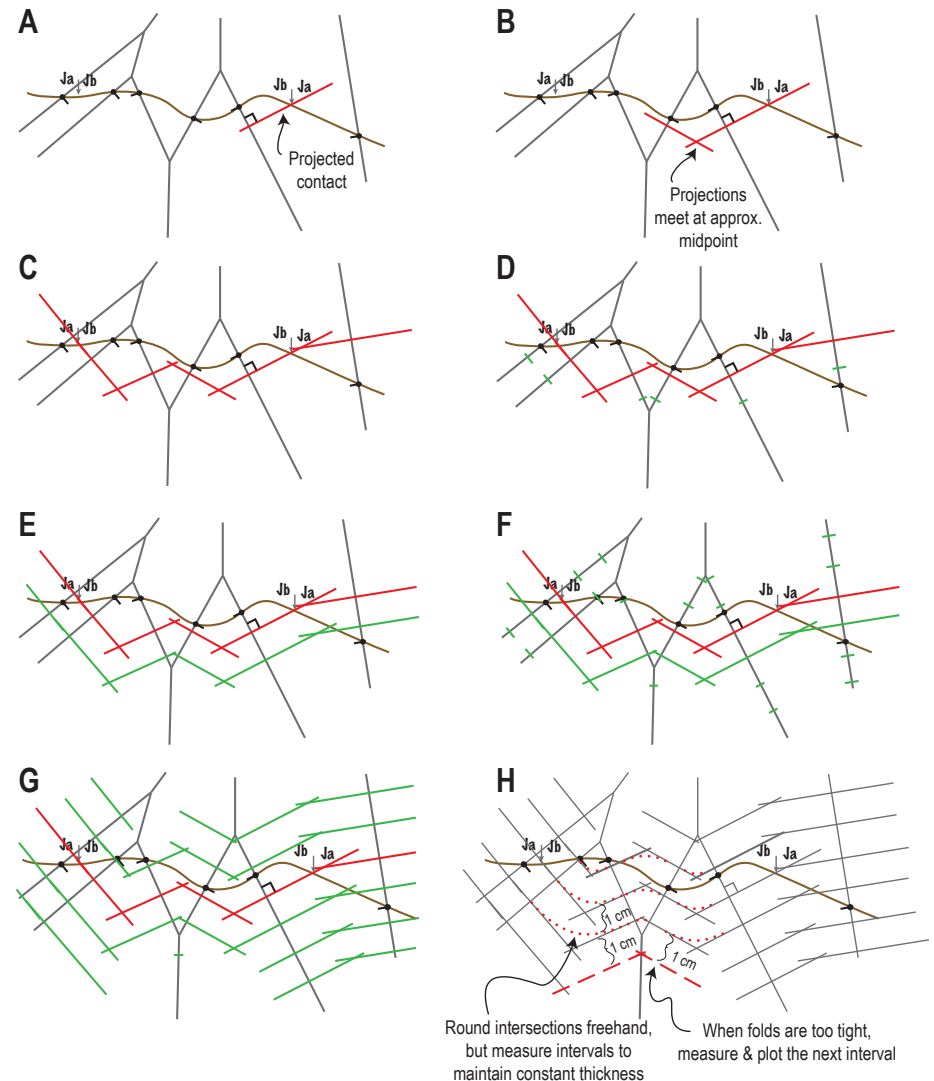 A
Ja Jb
Jb Ja
Projected
contact
B
Ja Jb
Jb Ja
Projections
meet at approx.
midpoint
C
Ja Jb
Jb Ja
D
Ja Jb
Jb Ja
E
Ja Jb
Jb Ja
F
Ja Jb
Jb Ja
G
Ja Jb
Jb Ja
H
Ja Jb
Jb Ja
1 cm
1 cm
1 cm
Round intersections freehand,
but measure intervals to
maintain constant thickness
When folds are too tight,
measure & plot the next interval